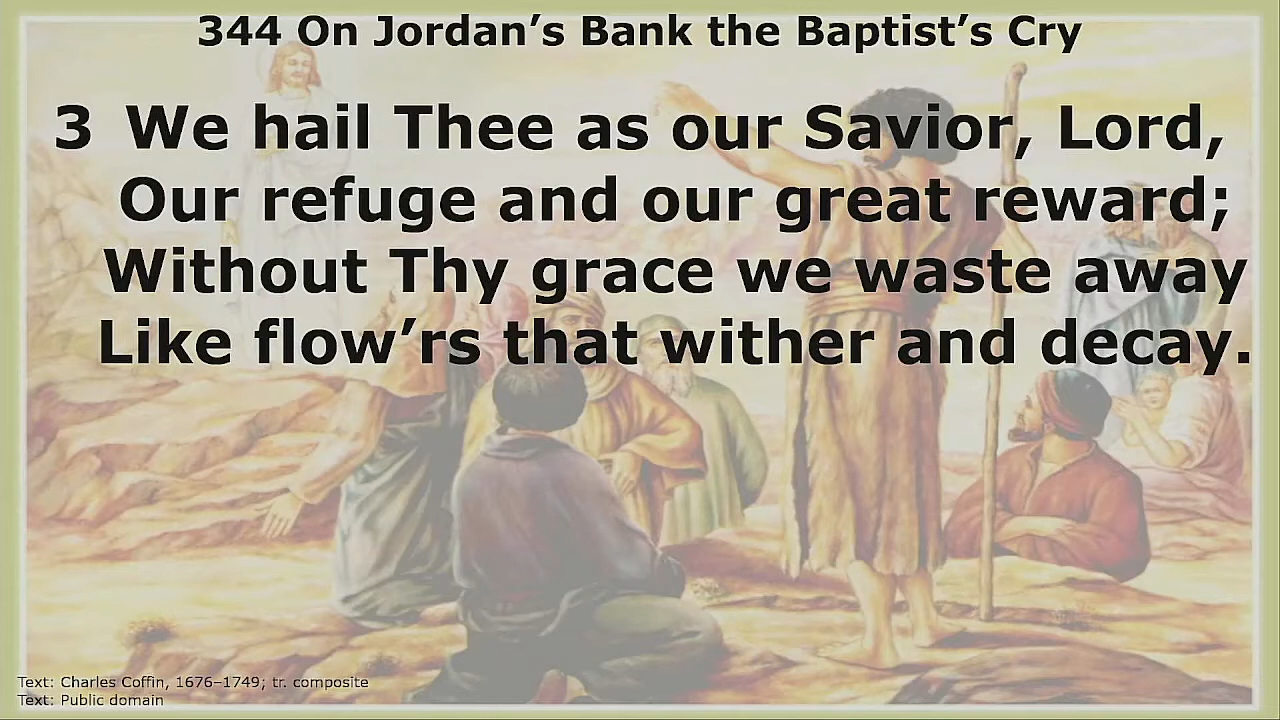 344 On Jordan’s Bank the Baptist’s Cry
3 We hail Thee as our Savior, Lord,
Our refuge and our great reward;
Without Thy grace we waste away
Like flow’rs that wither and decay.
Text: Charles Coffin, 1676–1749; tr. composite
Text: Public domain